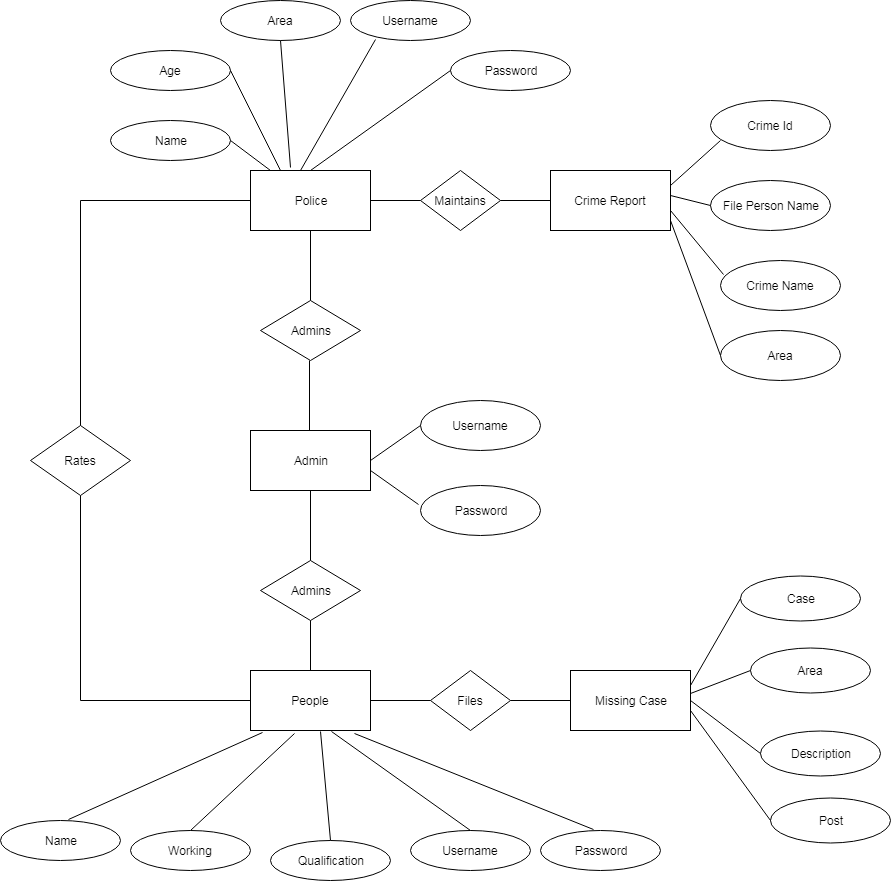 Area
Username
Age
Password
Name
Crime Id
Police
Maintains
Crime Report
File Person Name
Crime Name
Admins
Area
Username
Rates
Admin
Password
Admins
Case
Area
People
Files
Missing Case
Description
Post
Name
Working
Qualification
Username
Password